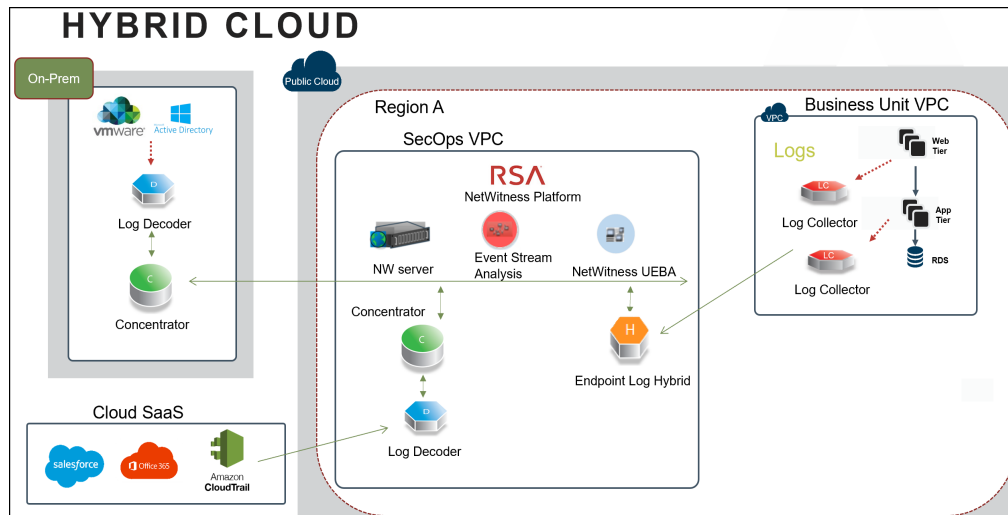 HYBRID CLOUD
On-Prem
vmware®
Active Directory
D
Log Decoder
C
Concentrator
Cloud SaaS
salesforce
Office 365
Amazon
CloudTrail
Public Cloud
Region A
SecOps VPC
RSA
NetWitness Platform
NW server
Event Stream
Analysis
NetWitness UEBA
Concentrator
C
D
Log Decoder
H
Endpoint Log Hybrid
Business Unit VPC
VPC
Logs
Web
Tier
LC
Log Collector
App
Tier
LC
Log Collector
RDS